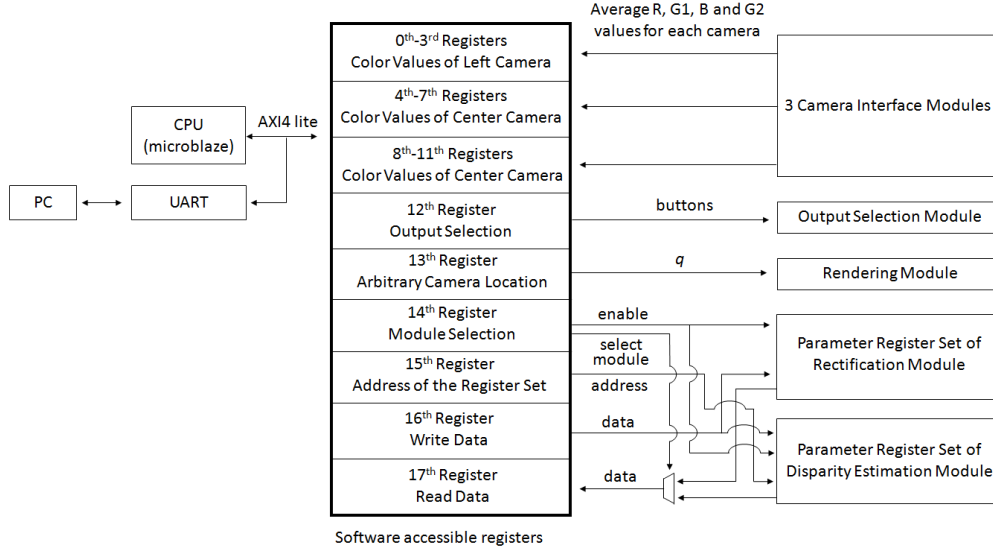 Average R, G1, B and G2
values for each camera
0th-3rd Registers
Color Values of Left Camera
4th-7th Registers
Color Values of Center Camera
8th-11th Registers
Color Values of Center Camera
12th Register
Output Selection
13th Register
Arbitrary Camera Location
14th Register
Module Selection
15th Register
Address of the Register Set
16th Register
Write Data
17th Register
Read Data
Software accessible registers
CPU
(microblaze)
AXI4 lite
PC
UART
3 Camera Interface Modules
buttons
Output Selection Module
q
Rendering Module
enable
select
module
address
data
data
Parameter Register Set of
Rectification Module
Parameter Register Set of
Disparity Estimation Module